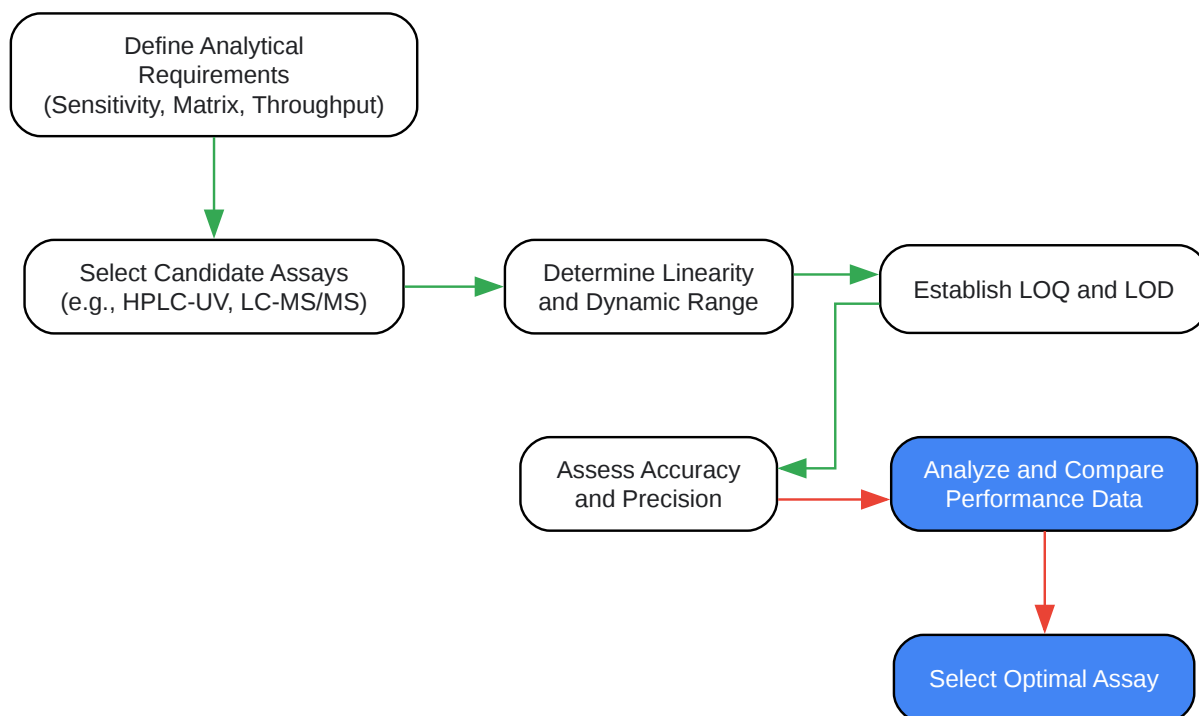 Define Analytical
Requirements
(Sensitivity, Matrix, Throughput)
Select Candidate Assays
(e.g., HPLC-UV, LC-MS/MS)
Determine Linearity
and Dynamic Range
Establish LOQ and LOD
Assess Accuracy
and Precision
Analyze and Compare
Performance Data
Select Optimal Assay